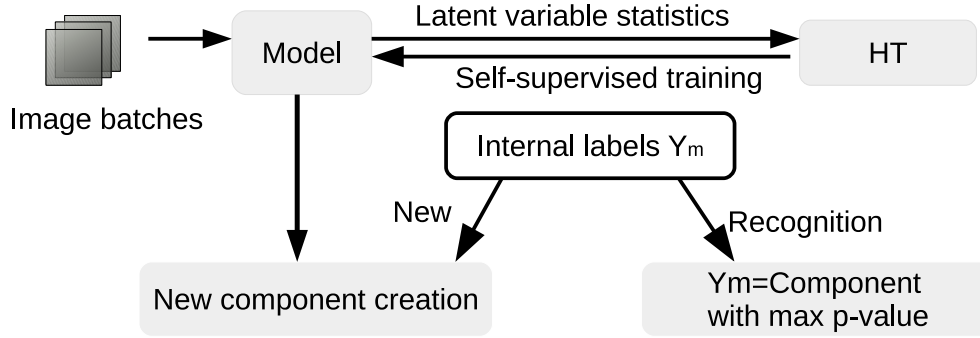 Latent variable statistics
Model
HT
Self-supervised training
Image batches
Internal labels Ym
New
Recognition
New component creation
Ym=Component
with max p-value